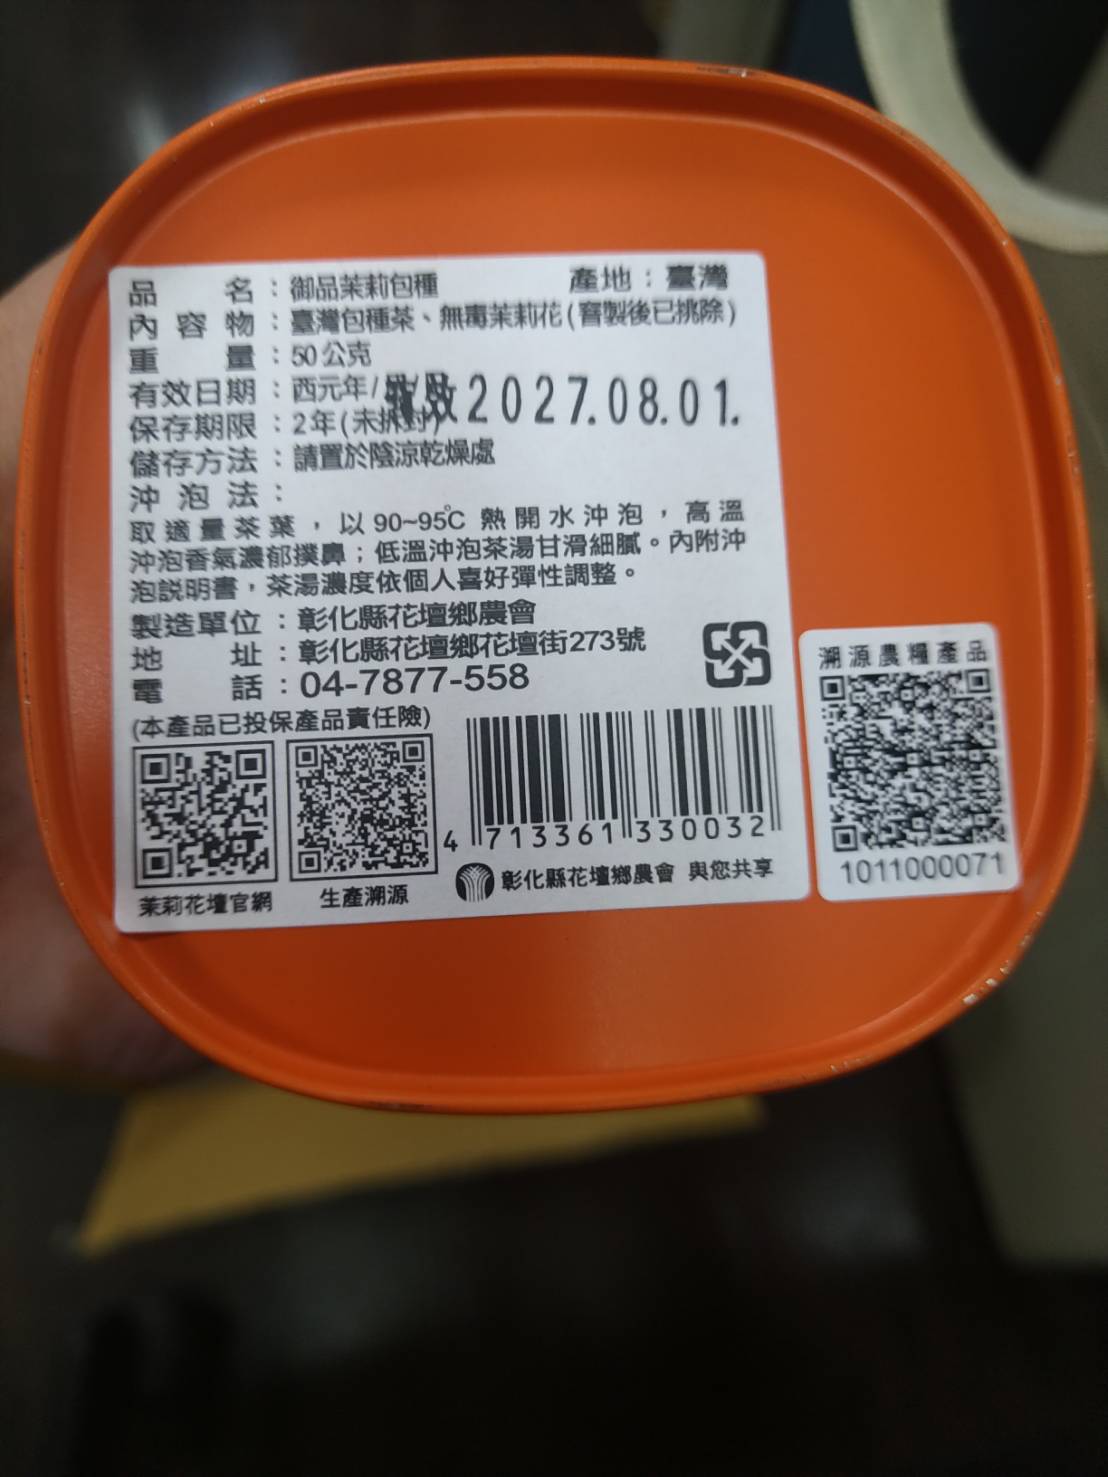 品名：御品茉莉包種 產地：臺灣
內容物：臺灣包種茶、無毒茉莉花(窨製後已挑除)
重量：50公克
有效日期：西元年/ 2027.08.01.
保存期限：2年(未拆封)
儲存方法：請置於陰涼乾燥處
沖泡法：
取適量茶葉，以90~95℃熱開水沖泡，高溫
沖泡香氣濃郁撲鼻；低溫沖泡茶湯甘滑細膩。內附沖
泡說明書，茶湯濃度依個人喜好彈性調整。
製造單位：彰化縣花壇鄉農會
地址：彰化縣花壇鄉花壇街273號
電話：04-7877-558
(本產品已投保產品責任險)
茉莉花壇官網
生產溯源
4 713361 330032
彰化縣花壇鄉農會 與您共享
溯源農糧產品
1011000071